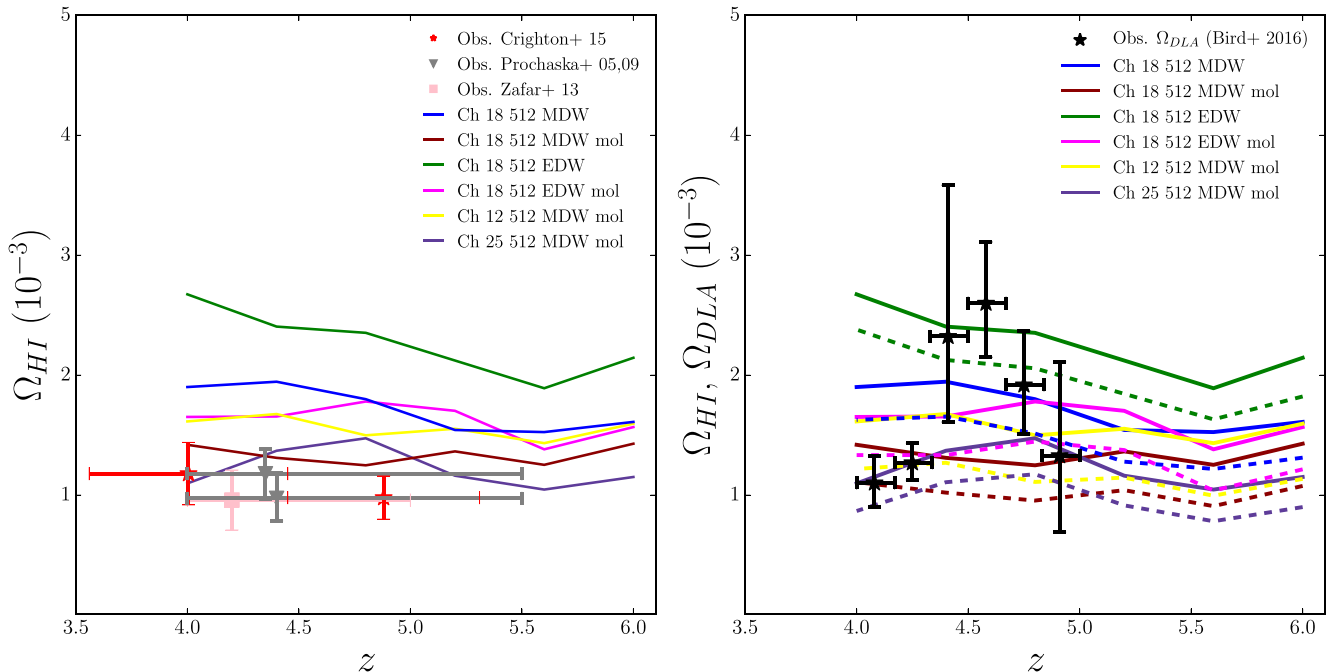 5
4
3
2
1
3.5
4.0
4.5
5.0
5.5
6.0
z
Ω_HI (10^−3)
Obs. Crighton+ 15
Obs. Prochaska+ 05,09
Obs. Zafar+ 13
Ch 18 512 MDW
Ch 18 512 MDW mol
Ch 18 512 EDW
Ch 18 512 EDW mol
Ch 12 512 MDW mol
Ch 25 512 MDW mol
5
4
3
2
1
3.5
4.0
4.5
5.0
5.5
6.0
z
Ω_HI, Ω_DLA (10^−3)
Obs. Ω_DLA (Bird+ 2016)
Ch 18 512 MDW
Ch 18 512 MDW mol
Ch 18 512 EDW
Ch 18 512 EDW mol
Ch 12 512 MDW mol
Ch 25 512 MDW mol